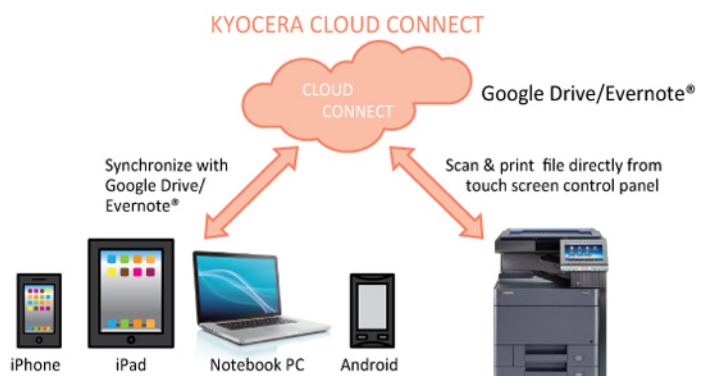 KYOCERA CLOUD CONNECT
CLOUD
CONNECT
Google Drive/Evernote®
Synchronize with
Google Drive/
Evernote®
Scan & print file directly from
touch screen control panel
iPhone
iPad
Notebook PC
Android